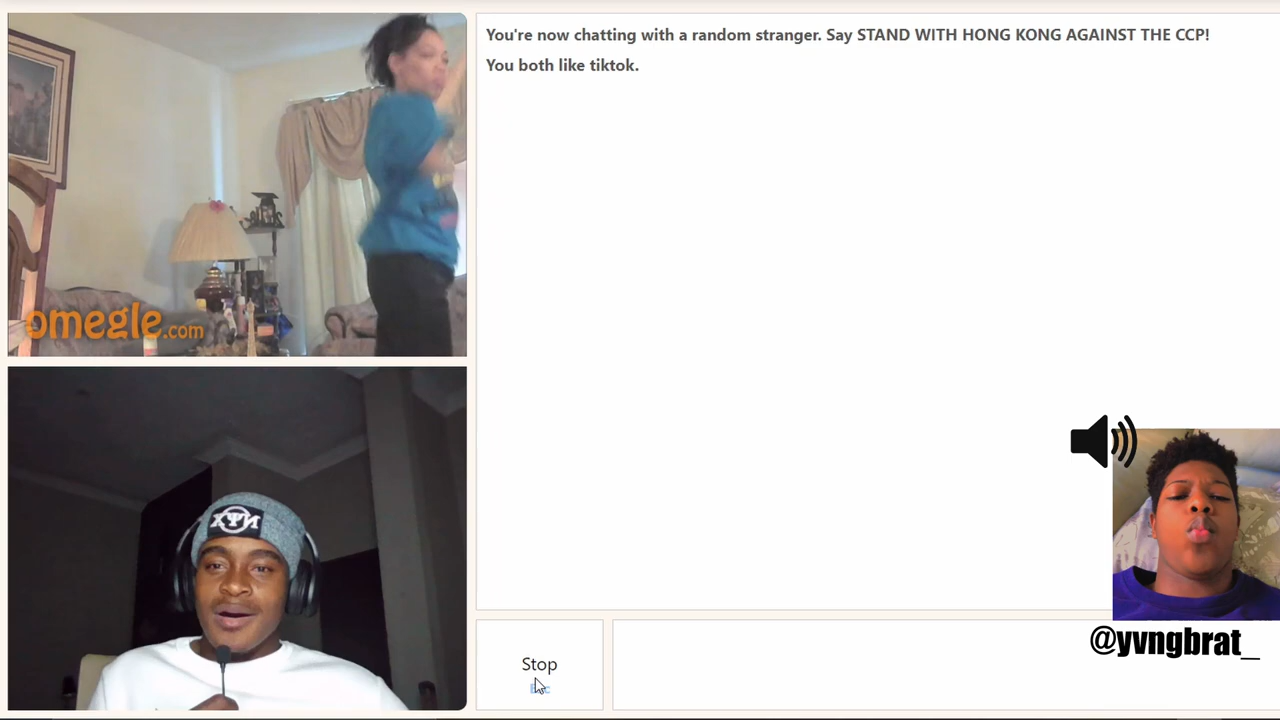 You're now chatting with a random stranger. Say STAND WITH HONG KONG AGAINST THE CCP!
You both like tiktok.
omegle.com
Stop
@yvngbrat_